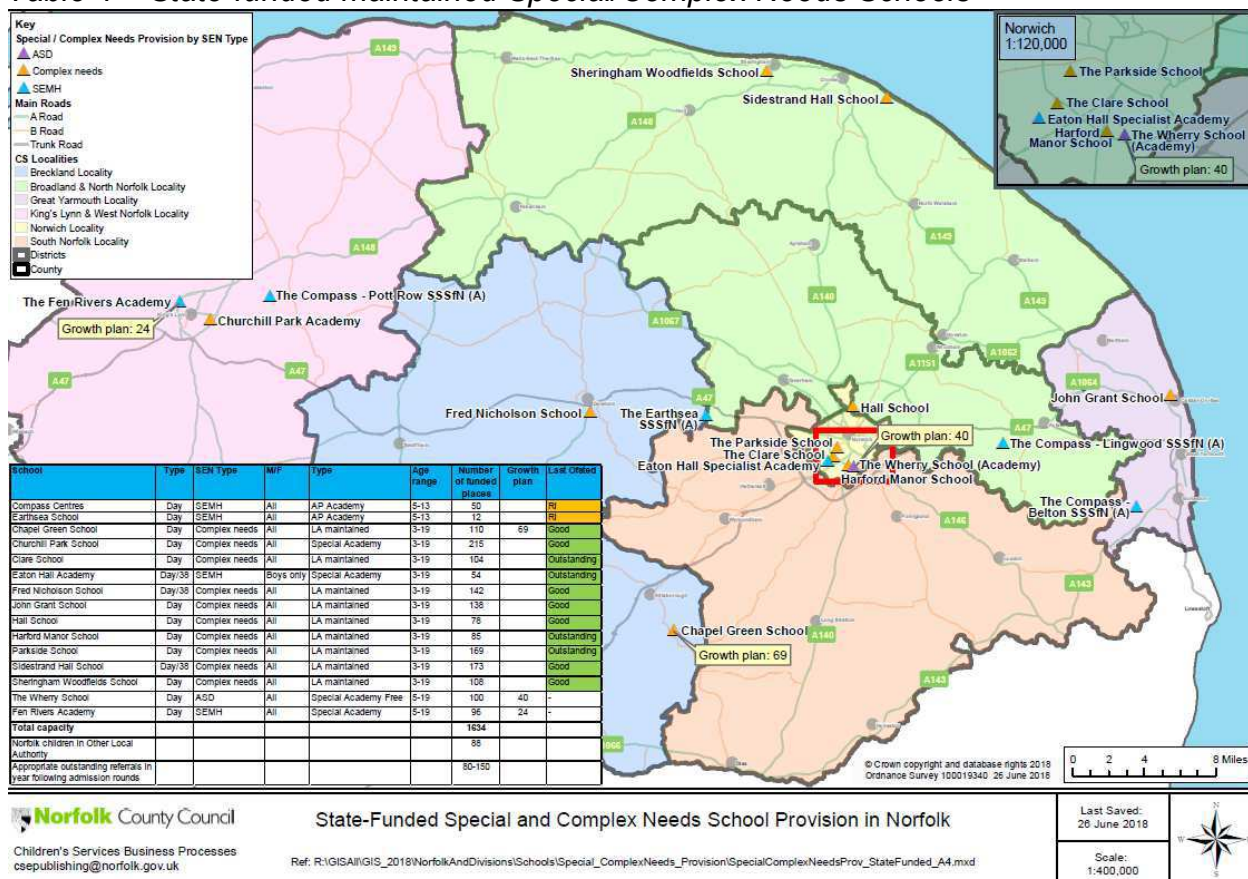 Table 1 – State funded maintained Special/Complex Needs Schools
Key
Special / Complex Needs Provision by SEN Type
ASD
Complex needs
SEMH
Main Roads
A Road
B Road
Trunk Road
CS Localities
Breckland Locality
Broadland & North Norfolk Locality
Great Yarmouth Locality
King's Lynn & West Norfolk Locality
Norwich Locality
South Norfolk Locality
Districts
County
Norwich
1:120,000
The Parkside School
The Clare School
Eaton Hall Specialist Academy
Harford
Manor School
The Wherry School
(Academy)
Growth plan: 40
A149
Sheringham Woodfields School
Sidestrand Hall School
A148
A148
A149
A140
A149
The Fen Rivers Academy
The Compass - Pott Row SSSfN (A)
Growth plan: 24
Churchill Park Academy
A1067
A1062
A1151
A47
A47
A1064
John Grant School
Fred Nicholson School
The Earthsea
SSSfN (A)
A47
Hall School
A47
Growth plan: 40
The Parkside School
The Clare School
Eaton Hall Specialist Academy
The Wherry School (Academy)
Harford Manor School
The Compass - Lingwood SSSfN (A)
The Compass -
Belton SSSfN (A)
A146
A143
Chapel Green School
A140
Growth plan: 69
A143
1066
School Type SEN Type M/F Type Age range Number of funded places Growth plan Last Ofsted
Compass Centres Day SEMH All AP Academy 5-13 50 RI
Earthsea School Day SEMH All AP Academy 5-13 12 RI
Chapel Green School Day Complex needs All LA maintained 3-19 110 69 Good
Churchill Park School Day Complex needs All Special Academy 3-19 215 Good
Clare School Day Complex needs All LA maintained 3-19 104 Outstanding
Eaton Hall Academy Day/38 SEMH Boys only Special Academy 3-19 54 Outstanding
Fred Nicholson School Day/38 Complex needs All LA maintained 3-19 142 Good
John Grant School Day Complex needs All LA maintained 3-19 138 Good
Hall School Day Complex needs All LA maintained 3-19 78 Good
Harford Manor School Day Complex needs All LA maintained 3-19 85 Outstanding
Parkside School Day Complex needs All LA maintained 3-19 169 Outstanding
Sidestrand Hall School Day/38 Complex needs All LA maintained 3-19 173 Good
Sheringham Woodfields School Day Complex needs All LA maintained 3-19 108 Good
The Wherry School Day ASD All Special Academy Free 5-19 100 40 -
Fen Rivers Academy Day SEMH All Special Academy 5-19 96 24 -
Total capacity 1634
Norfolk children in Other Local Authority 88
Appropriate outstanding referrals in year following admission rounds 80-150
© Crown copyright and database rights 2018
Ordnance Survey 100019340 26 June 2018
0 2 4 8 Miles
Norfolk County Council
Children's Services Business Processes
csepublishing@norfolk.gov.uk
State-Funded Special and Complex Needs School Provision in Norfolk
Ref: R:\GISAll\GIS_2018\NorfolkAndDivisions\Schools\Special_ComplexNeeds_Provision\SpecialComplexNeedsProv_StateFunded_A4.mxd
Last Saved:
26 June 2018
Scale:
1:400,000
N
W
S